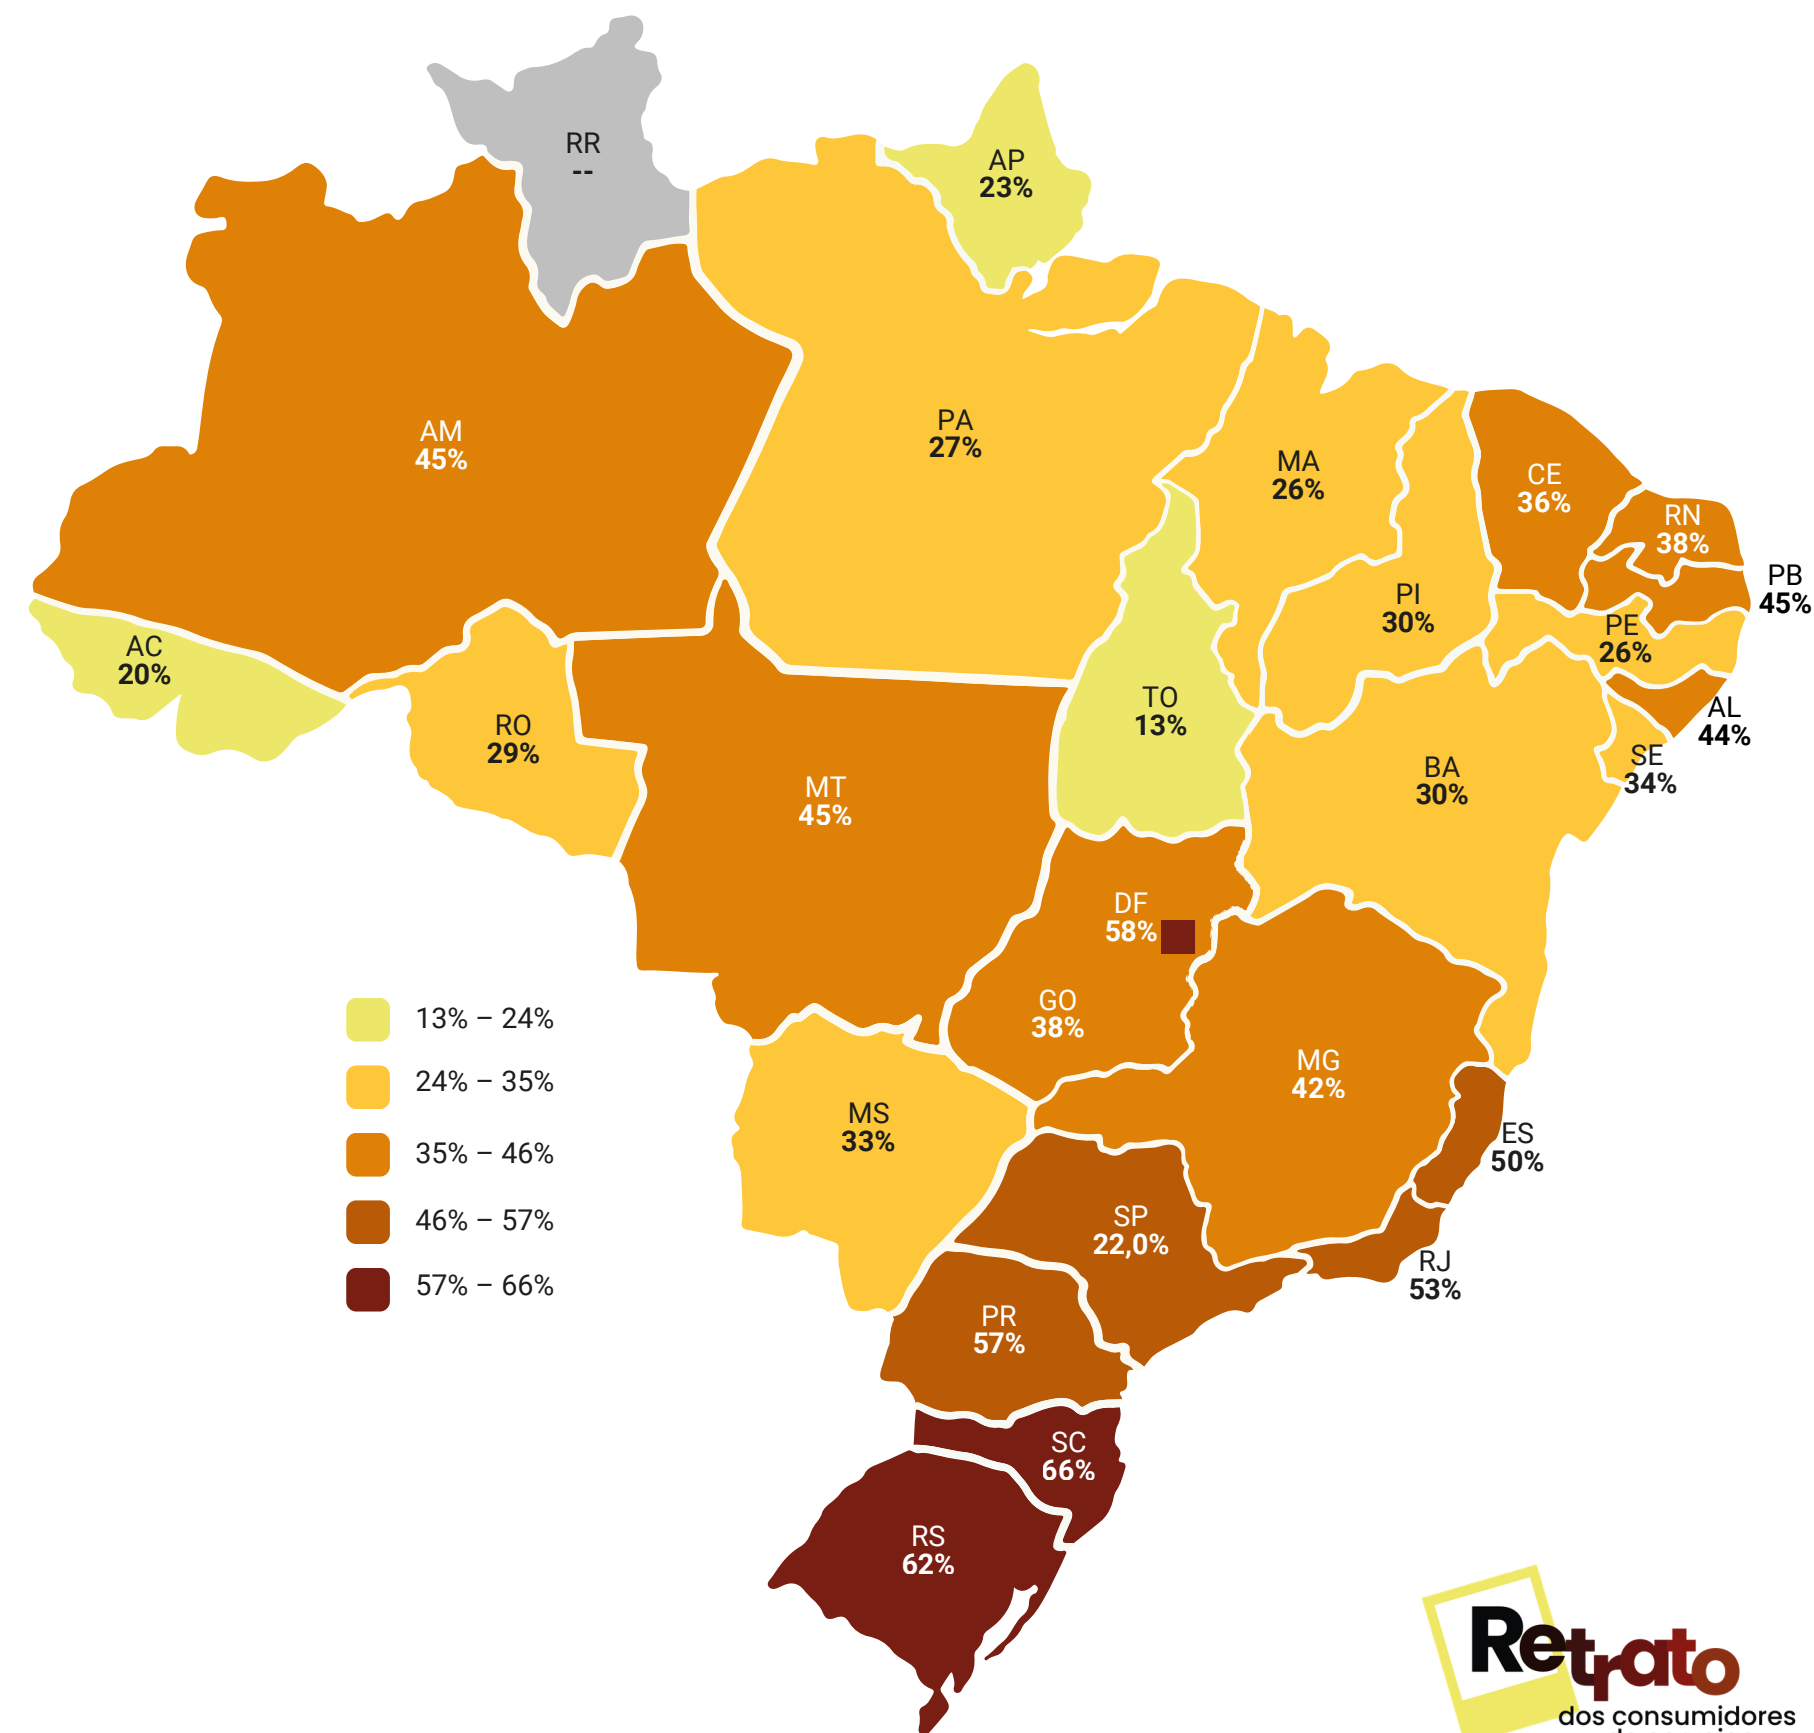 RR
--
AP
23%
AM
45%
PA
27%
MA
26%
CE
36%
RN
38%
PB
45%
PI
30%
PE
26%
AC
20%
TO
13%
AL
44%
RO
29%
SE
34%
BA
30%
MT
45%
DF
58%
GO
38%
13% – 24%
24% – 35%
35% – 46%
46% – 57%
57% – 66%
MG
42%
MS
33%
ES
50%
SP
22,0%
RJ
53%
PR
57%
SC
66%
RS
62%
Retrato
dos consumidores